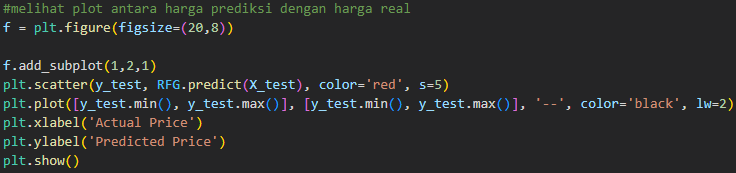 #melihat plot antara harga prediksi dengan harga real
f = plt.figure(figsize=(20,8))
f.add_subplot(1,2,1)
plt.scatter(y_test, RFG.predict(X_test), color='red', s=5)
plt.plot([y_test.min(), y_test.max()], [y_test.min(), y_test.max()], '--', color='black', lw=2)
plt.xlabel('Actual Price')
plt.ylabel('Predicted Price')
plt.show()